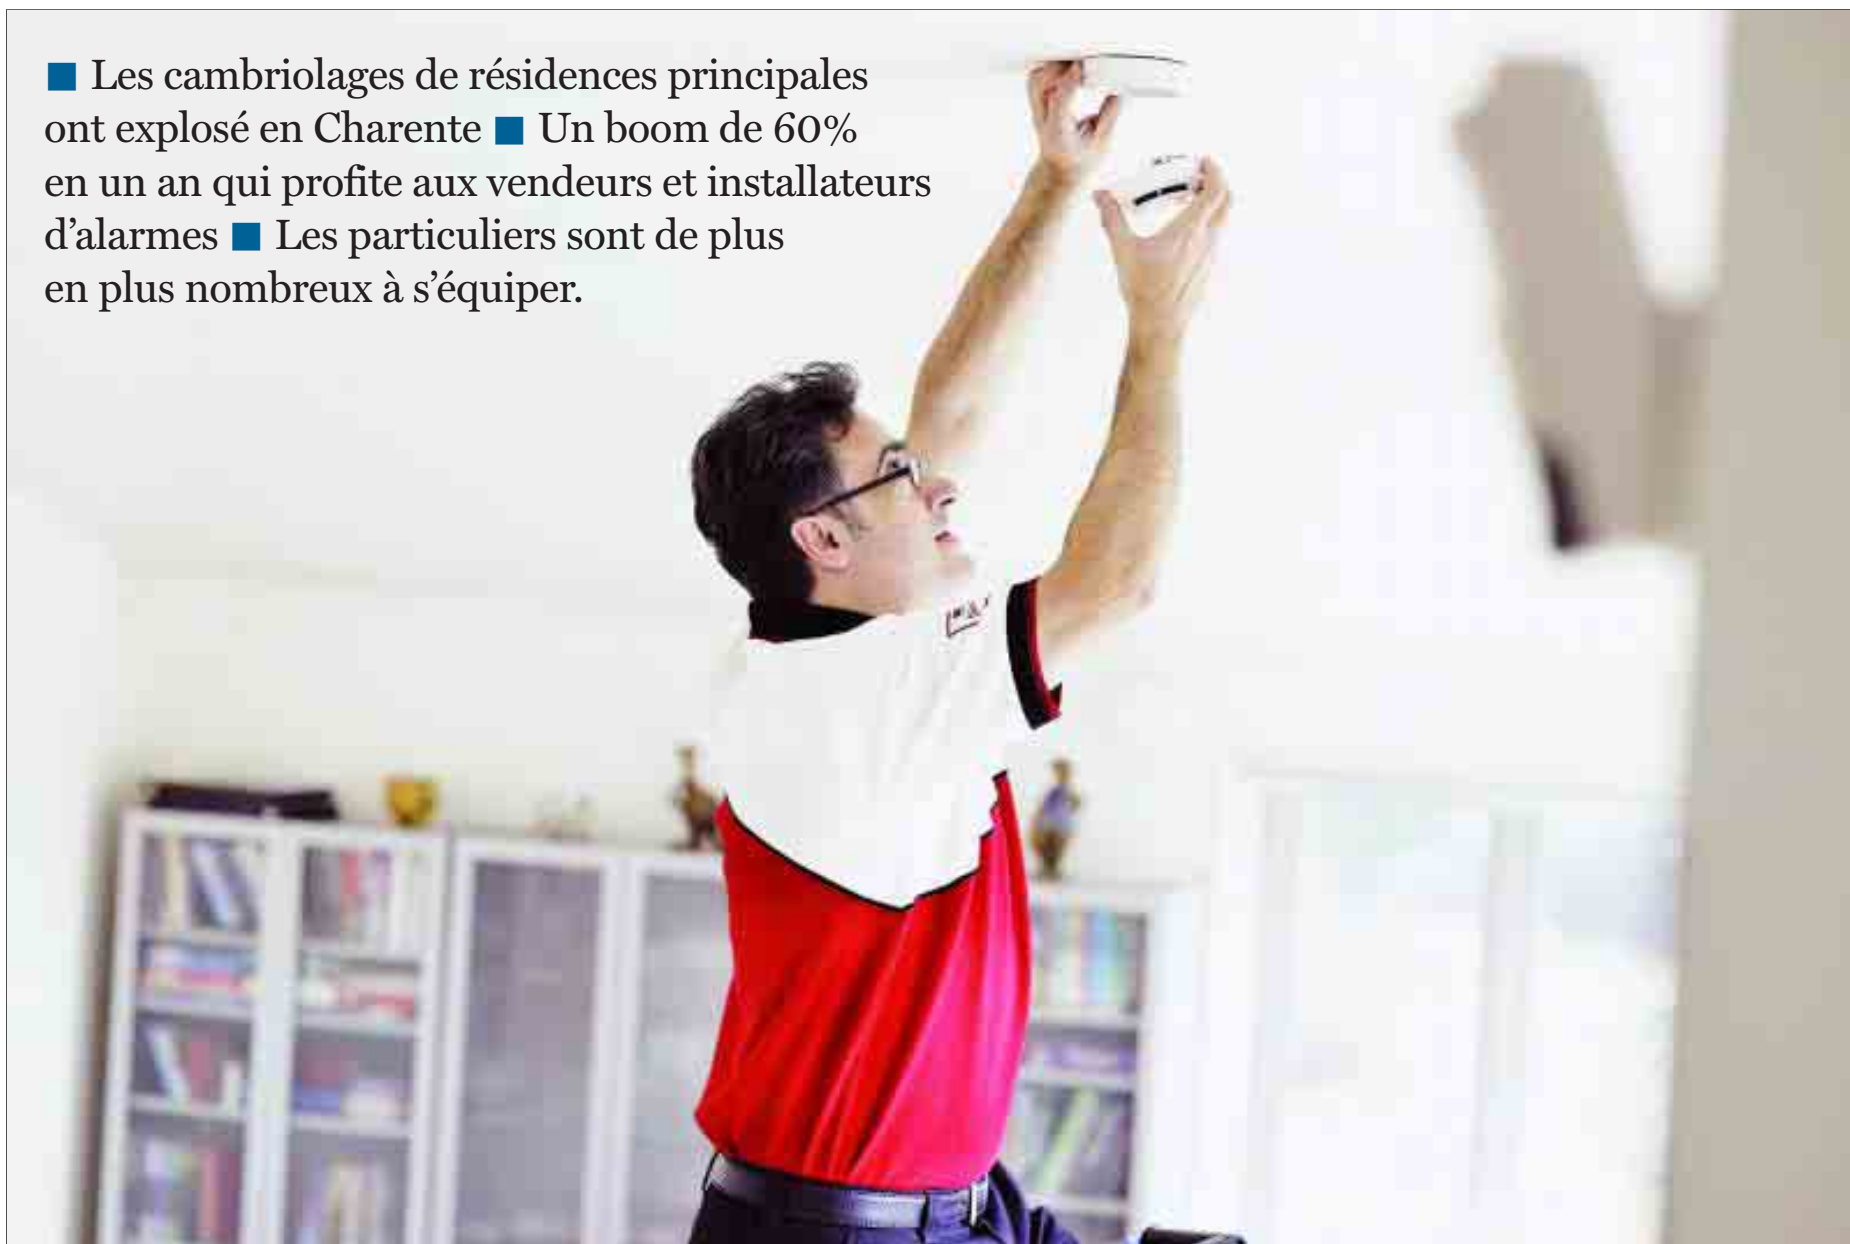 ■ Les cambriolages de résidences principales
ont explosé en Charente ■ Un boom de 60%
en un an qui profite aux vendeurs et installateurs
d’alarmes ■ Les particuliers sont de plus
en plus nombreux à s’équiper.